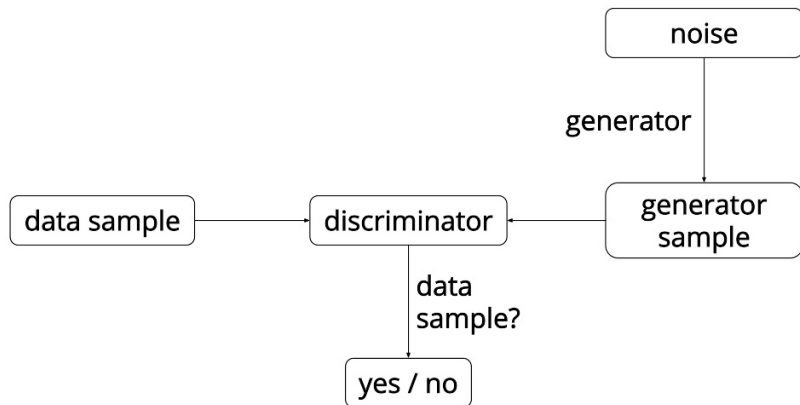 noise
generator
data sample
discriminator
generator
sample
data
sample?
yes / no